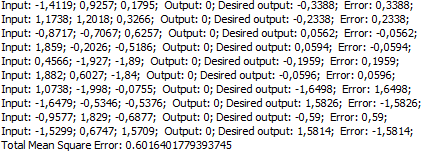 Input: -1,4119; 0,9257; 0,1795; Output: 0; Desired output: -0,3388; Error: 0,3388;
Input: 1,1738; 1,2018; 0,3266; Output: 0; Desired output: -0,2338; Error: 0,2338;
Input: -0,8717; -0,7067; 0,6257; Output: 0; Desired output: 0,0562; Error: -0,0562;
Input: 1,859; -0,2026; -0,5186; Output: 0; Desired output: 0,0594; Error: -0,0594;
Input: 0,4566; -1,927; -1,89; Output: 0; Desired output: -0,1959; Error: 0,1959;
Input: 1,882; 0,6027; -1,84; Output: 0; Desired output: -0,0596; Error: 0,0596;
Input: 1,0738; -1,998; -0,0755; Output: 0; Desired output: -1,6498; Error: 1,6498;
Input: -1,6479; -0,5346; -0,5376; Output: 0; Desired output: 1,5826; Error: -1,5826;
Input: -0,9577; 1,829; -0,6877; Output: 0; Desired output: -0,59; Error: 0,59;
Input: -1,5299; 0,6747; 1,5709; Output: 0; Desired output: 1,5814; Error: -1,5814;
Total Mean Square Error: 0.6016401779393745